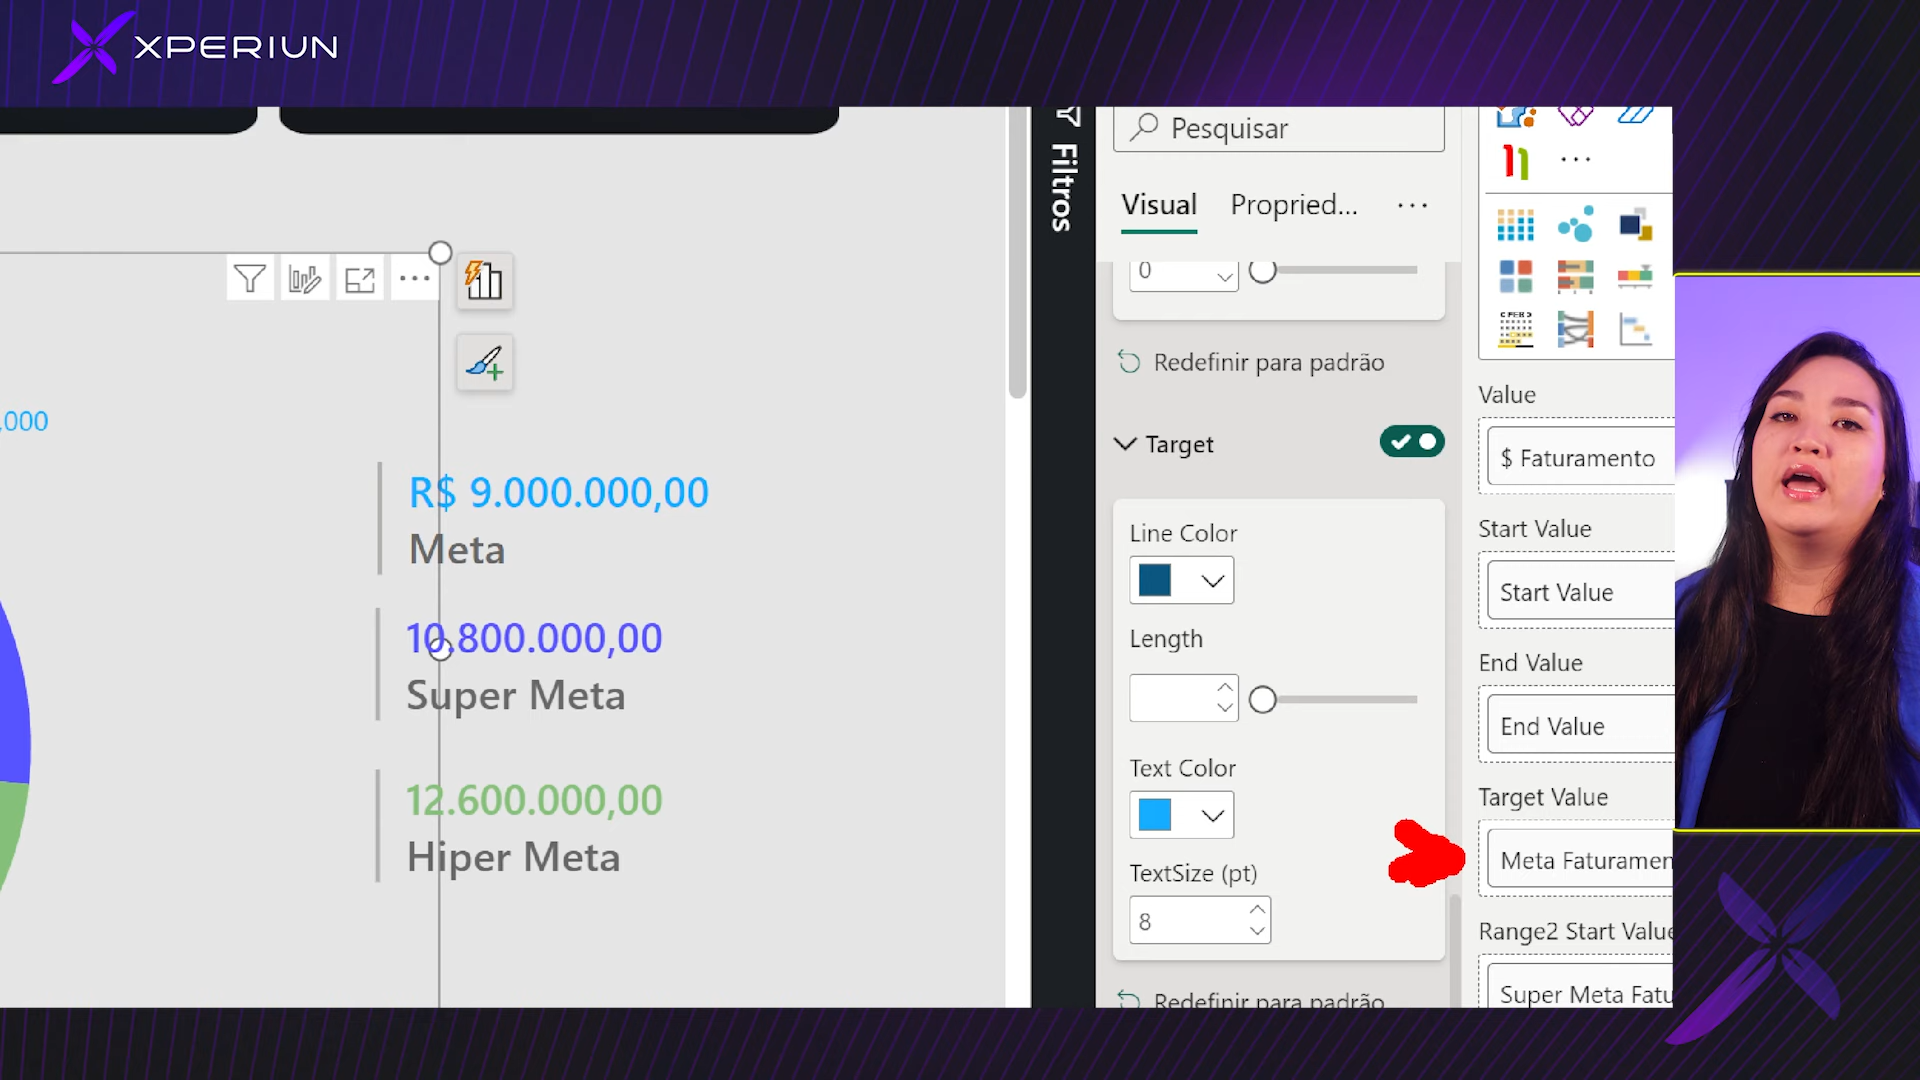 XPERIUN
,000
R$ 9.000.000,00
Meta
10.800.000,00
Super Meta
12.600.000,00
Hiper Meta
Filtros
Pesquisar
Visual
Propried...
0
Redefinir para padrão
Target
Line Color
Length
Text Color
TextSize (pt)
8
Redefinir para padrão
Value
$ Faturamento
Start Value
Start Value
End Value
End Value
Target Value
Meta Faturamen
Range2 Start Value
Super Meta Fatu